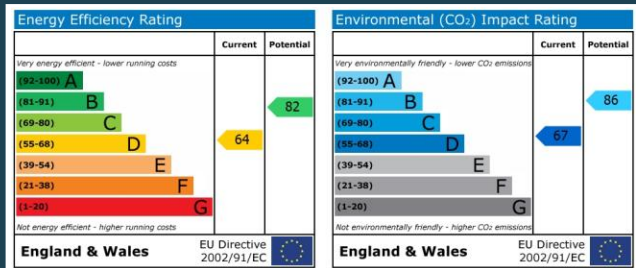 Energy Efficiency Rating
Current Potential
Very energy efficient - lower running costs
(92-100) A
(81-91) B
82
(69-80) C
(55-68) D
64
(39-54) E
(21-38) F
(1-20) G
Not energy efficient - higher running costs
England & Wales
EU Directive
2002/91/EC
Environmental (CO₂) Impact Rating
Current Potential
Very environmentally friendly - lower CO₂ emissions
(92-100) A
(81-91) B
86
(69-80) C
(55-68) D
67
(39-54) E
(21-38) F
(1-20) G
Not environmentally friendly - higher CO₂ emissions
England & Wales
EU Directive
2002/91/EC